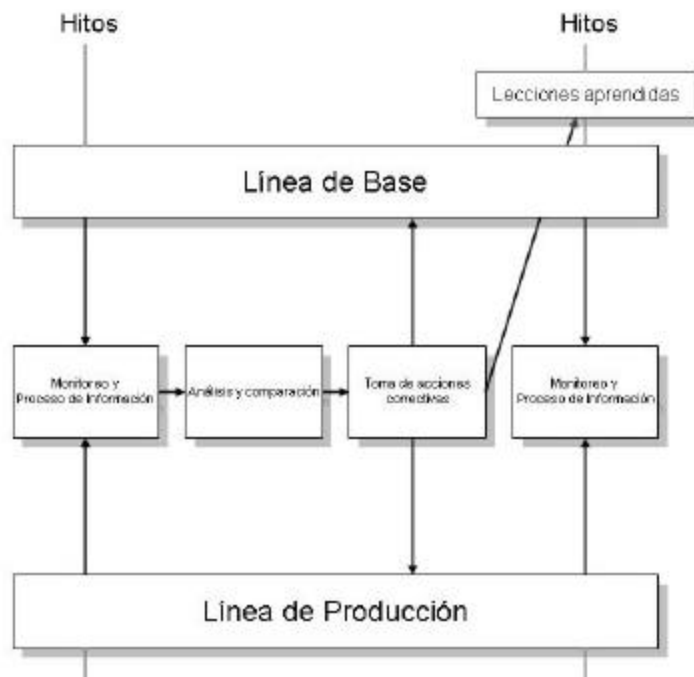 Hitos
Hitos
Lecciones aprendidas
Línea de Base
Monitoreo y
Proceso de Información
Análisis y comparación
Toma de acciones
correctivas
Monitoreo y
Proceso de Información
Línea de Producción